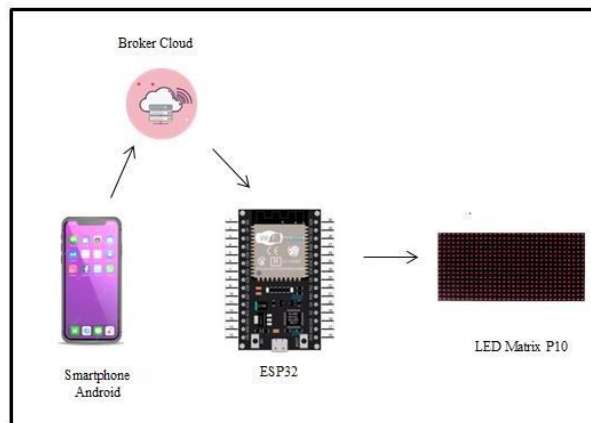 Broker Cloud
Smartphone
Android
ESP32
LED Matrix P10